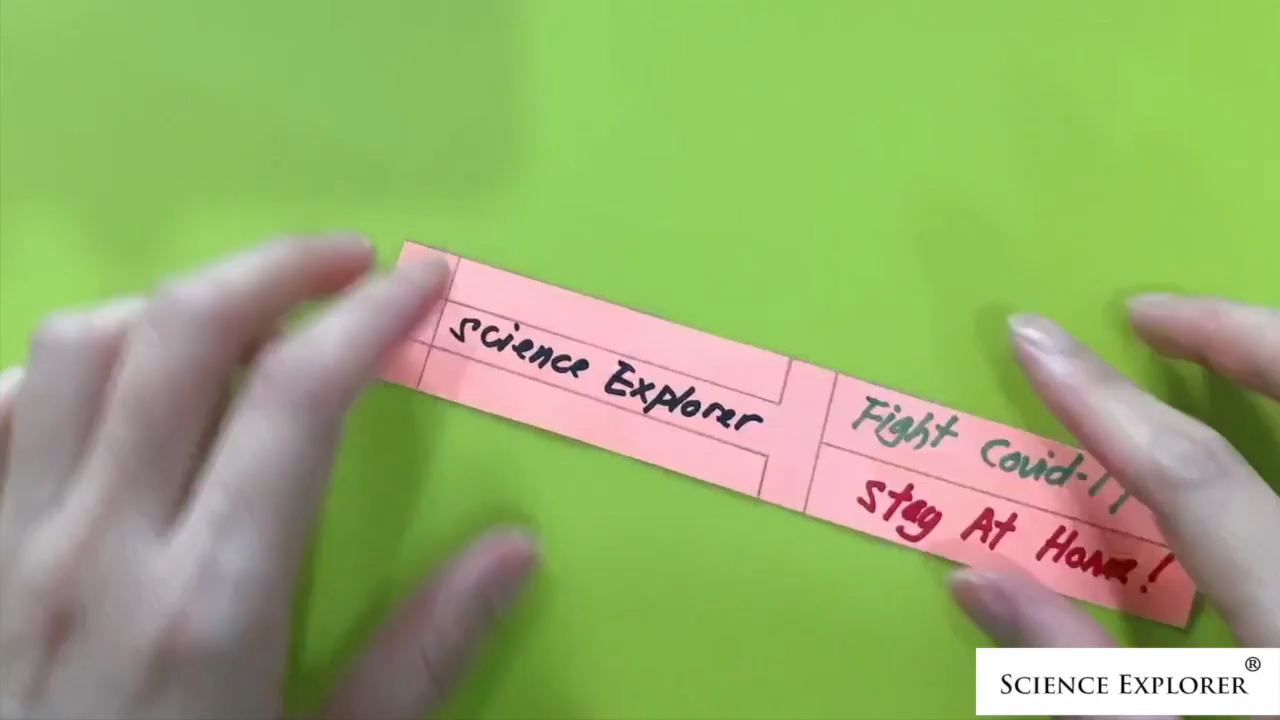 Science Explorer
Fight Covid-19
Stay At Home!
SCIENCE EXPLORER®